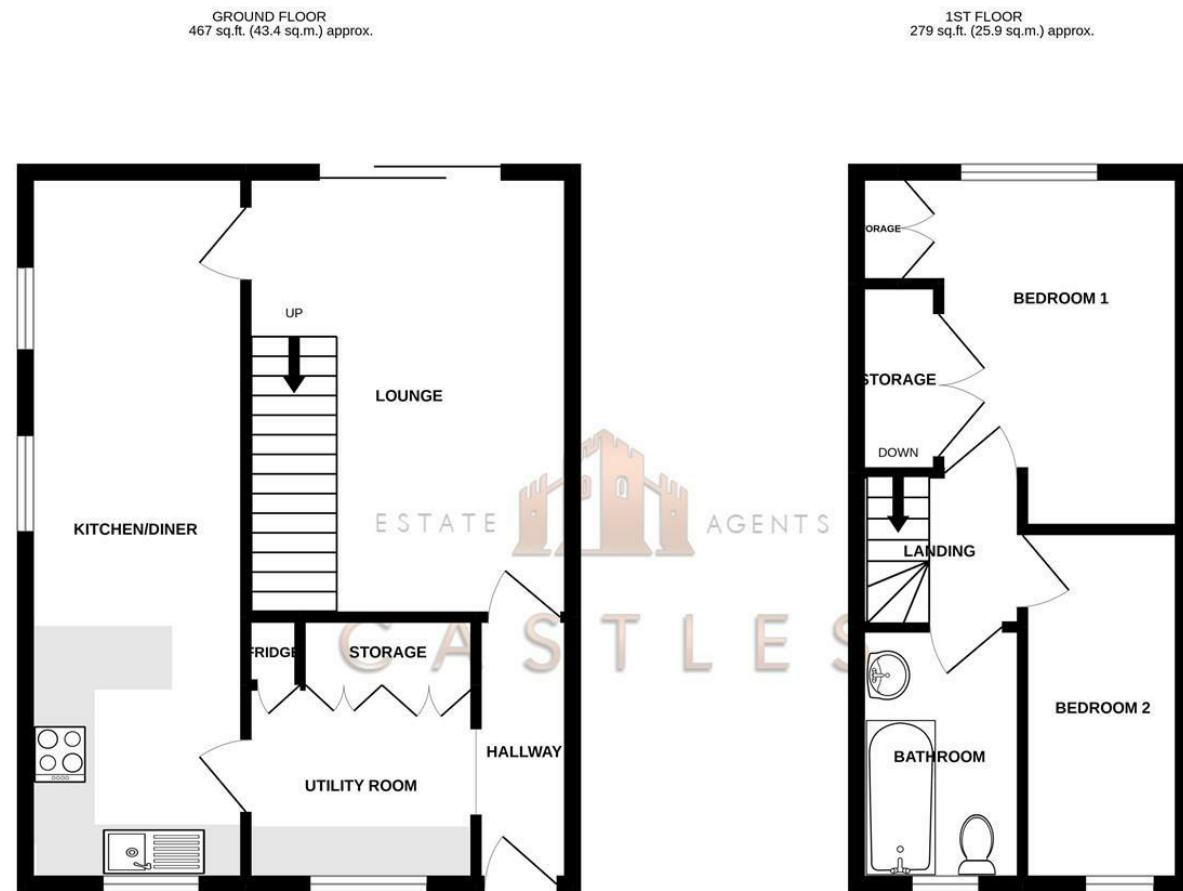 GROUND FLOOR
467 sq.ft. (43.4 sq.m.) approx.
1ST FLOOR
279 sq.ft. (25.9 sq.m.) approx.
UP
LOUNGE
KITCHEN/DINER
FRIDGE
STORAGE
HALLWAY
UTILITY ROOM
ESTATE AGENTS
CASTLES
ORAGE
BEDROOM 1
STORAGE
DOWN
LANDING
BEDROOM 2
BATHROOM